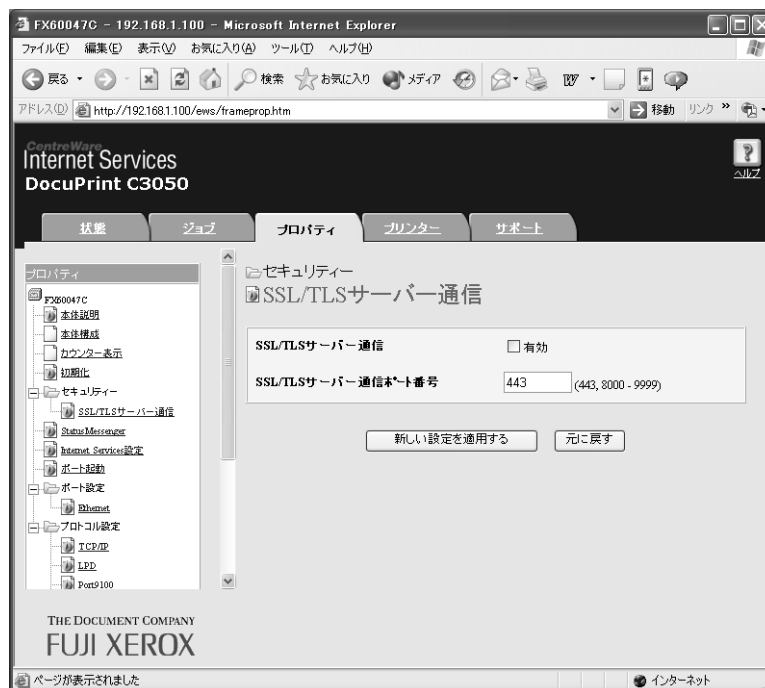 FX60047C - 192.168.1.100 - Microsoft Internet Explorer
ファイル(F) 編集(E) 表示(V) お気に入り(A) ツール(T) ヘルプ(H)
戻る 検索 お気に入り メディア
アドレス(D) http://192.168.1.100/ews/frameprop.htm 移動 リンク »
CentreWare
Internet Services
DocuPrint C3050
ヘルプ
状態 ジョブ プロパティ プリンター サポート
プロパティ
FX60047C
本体説明
本体構成
カウンター表示
初期化
セキュリティー
SSL/TLSサーバー通信
StatusMessenger
Internet Services設定
ポート起動
ポート設定
Ethernet
プロトコル設定
TCP/IP
LPD
Port9100
セキュリティー
SSL/TLSサーバー通信
SSL/TLSサーバー通信 有効
SSL/TLSサーバー通信ポート番号 443 (443, 8000 - 9999)
新しい設定を適用する 元に戻す
THE DOCUMENT COMPANY
FUJI XEROX
ページが表示されました インターネット